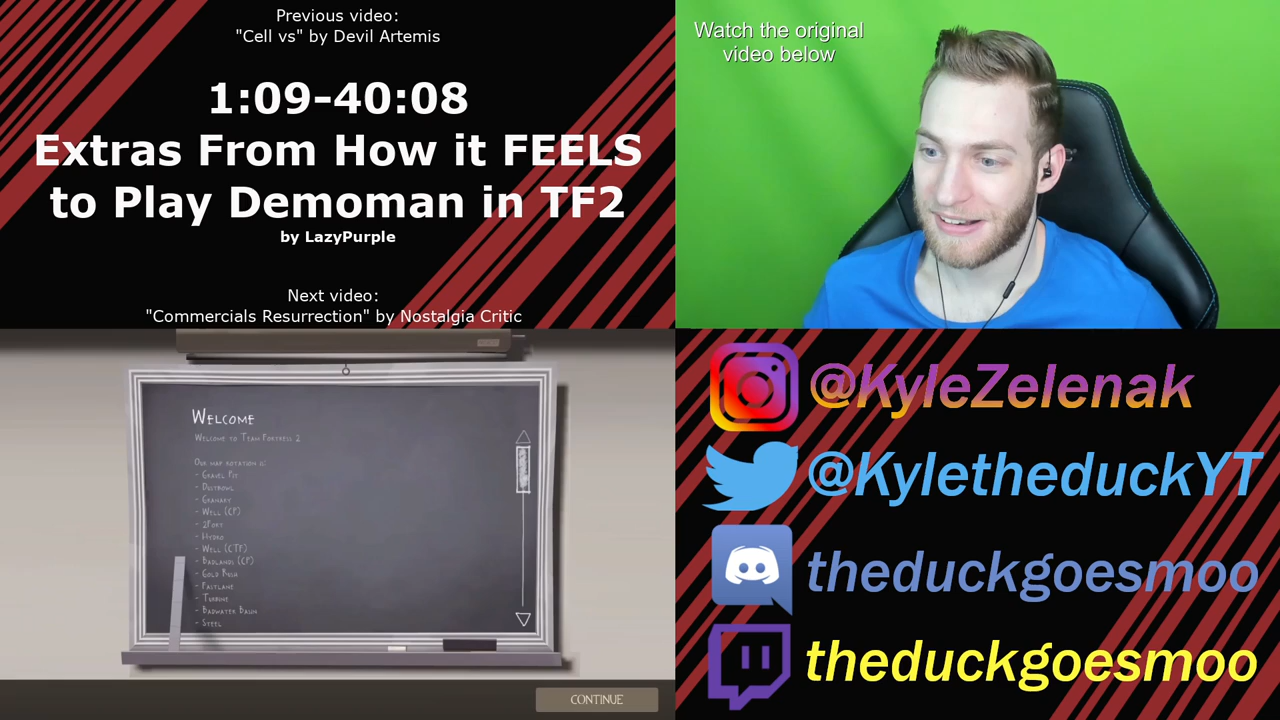 Previous video:
"Cell vs" by Devil Artemis
1:09-40:08
Extras From How it FEELS
to Play Demoman in TF2
by LazyPurple
Next video:
"Commercials Resurrection" by Nostalgia Critic
Watch the original
video below
Welcome
Welcome to Team Fortress 2
Our map rotation is:
- Gravel Pit
- Dustbowl
- Granary
- Well (CP)
- 2Fort
- Hydro
- Well (CTF)
- Badlands (CP)
- Gold Rush
- Fastlane
- Turbine
- Badwater Basin
- Steel
CONTINUE
@KyleZelenak
@KyletheduckYT
theduckgoesmoo
theduckgoesmoo